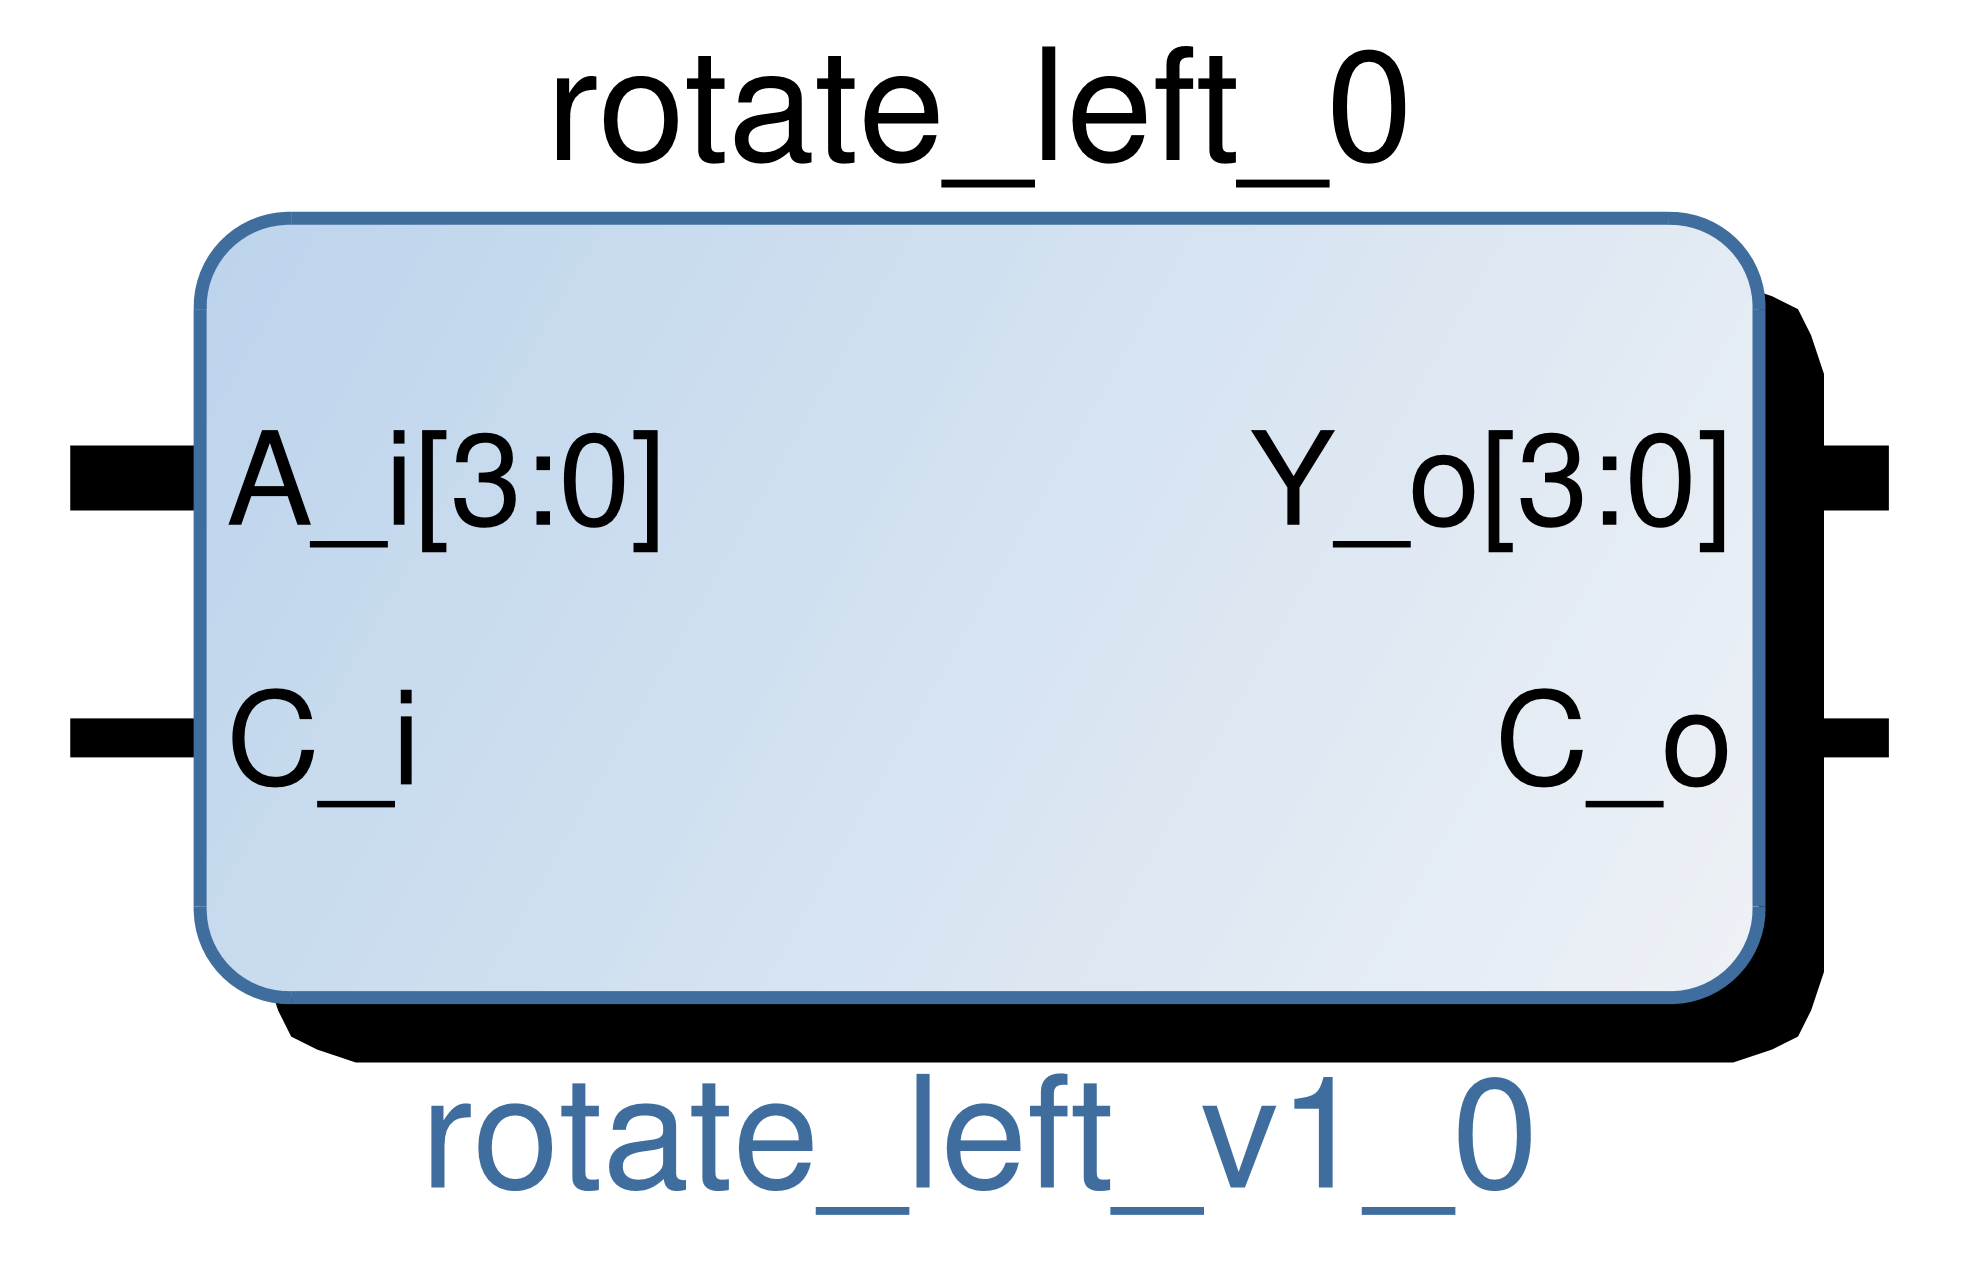 rotate_left_0
A_i[3:0] Y_o[3:0]
C_i C_o
rotate_left_v1_0